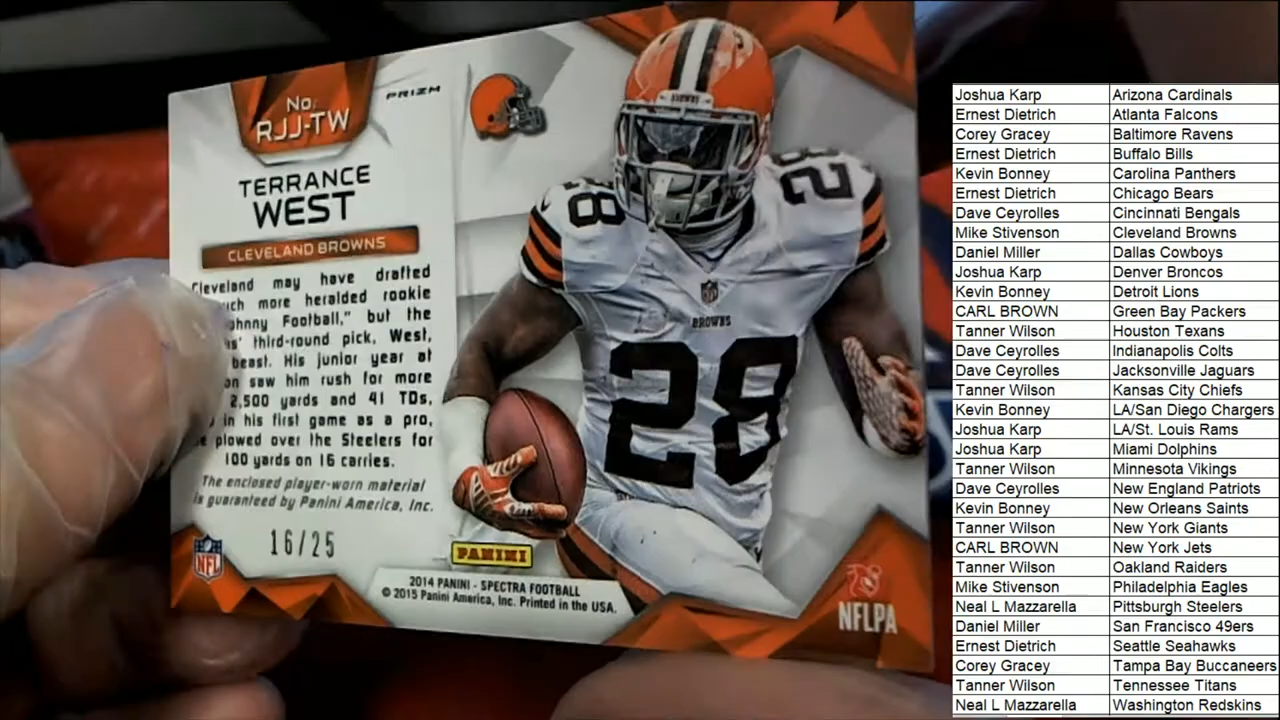 No.
RJJ-TW
PRIZM
TERRANCE
WEST
CLEVELAND BROWNS
Cleveland may have drafted
much more heralded rookie
"Johnny Football," but the
third-round pick, West,
beast. His junior year at
saw him rush for more
2,500 yards and 41 TDs,
in his first game as a pro,
he plowed over the Steelers for
100 yards on 16 carries.
The enclosed player-worn material
is guaranteed by Panini America, Inc.
16/25
NFL
PANINI
2014 PANINI - SPECTRA FOOTBALL
© 2015 Panini America, Inc. Printed in the USA.
NFLPA
BROWNS
28
28
BROWNS
28
Joshua Karp Arizona Cardinals
Ernest Dietrich Atlanta Falcons
Corey Gracey Baltimore Ravens
Ernest Dietrich Buffalo Bills
Kevin Bonney Carolina Panthers
Ernest Dietrich Chicago Bears
Dave Ceyrolles Cincinnati Bengals
Mike Stivenson Cleveland Browns
Daniel Miller Dallas Cowboys
Joshua Karp Denver Broncos
Kevin Bonney Detroit Lions
CARL BROWN Green Bay Packers
Tanner Wilson Houston Texans
Dave Ceyrolles Indianapolis Colts
Dave Ceyrolles Jacksonville Jaguars
Tanner Wilson Kansas City Chiefs
Kevin Bonney LA/San Diego Chargers
Joshua Karp LA/St. Louis Rams
Joshua Karp Miami Dolphins
Tanner Wilson Minnesota Vikings
Dave Ceyrolles New England Patriots
Kevin Bonney New Orleans Saints
Tanner Wilson New York Giants
CARL BROWN New York Jets
Tanner Wilson Oakland Raiders
Mike Stivenson Philadelphia Eagles
Neal L Mazzarella Pittsburgh Steelers
Daniel Miller San Francisco 49ers
Ernest Dietrich Seattle Seahawks
Corey Gracey Tampa Bay Buccaneers
Tanner Wilson Tennessee Titans
Neal L Mazzarella Washington Redskins